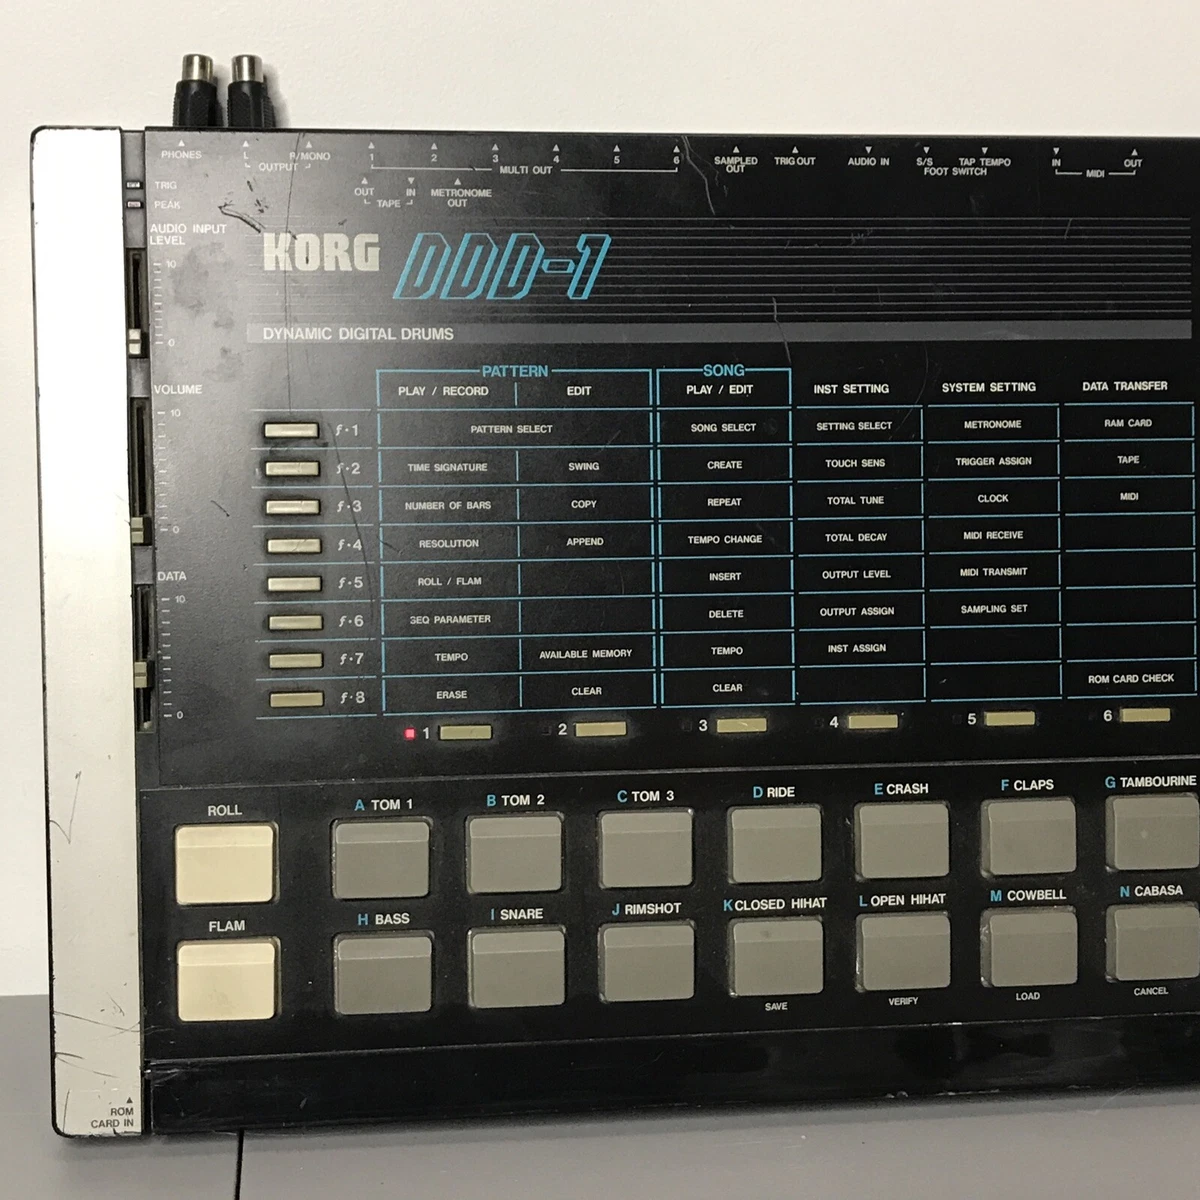 PHONES L R/MONO 1 2 3 4 5 6 SAMPLED OUT TRIG OUT AUDIO IN S/S TAP TEMPO IN OUT
OUTPUT MULTI OUT FOOT SWITCH MIDI
TRIG OUT IN METRONOME OUT
PEAK TAPE
AUDIO INPUT LEVEL
10
0
KORG DDD-1
DYNAMIC DIGITAL DRUMS
VOLUME
10
0
DATA
10
0
PATTERN SONG
PLAY / RECORD EDIT PLAY / EDIT INST SETTING SYSTEM SETTING DATA TRANSFER
f·1 PATTERN SELECT SONG SELECT SETTING SELECT METRONOME RAM CARD
f·2 TIME SIGNATURE SWING CREATE TOUCH SENS TRIGGER ASSIGN TAPE
f·3 NUMBER OF BARS COPY REPEAT TOTAL TUNE CLOCK MIDI
f·4 RESOLUTION APPEND TEMPO CHANGE TOTAL DECAY MIDI RECEIVE
f·5 ROLL / FLAM INSERT OUTPUT LEVEL MIDI TRANSMIT
f·6 SEQ PARAMETER DELETE OUTPUT ASSIGN SAMPLING SET
f·7 TEMPO AVAILABLE MEMORY TEMPO INST ASSIGN
f·8 ERASE CLEAR CLEAR ROM CARD CHECK
1 2 3 4 5 6
ROLL A TOM 1 B TOM 2 C TOM 3 D RIDE E CRASH F CLAPS G TAMBOURINE
FLAM H BASS I SNARE J RIMSHOT K CLOSED HIHAT L OPEN HIHAT M COWBELL N CABASA
SAVE VERIFY LOAD CANCEL
ROM
CARD IN